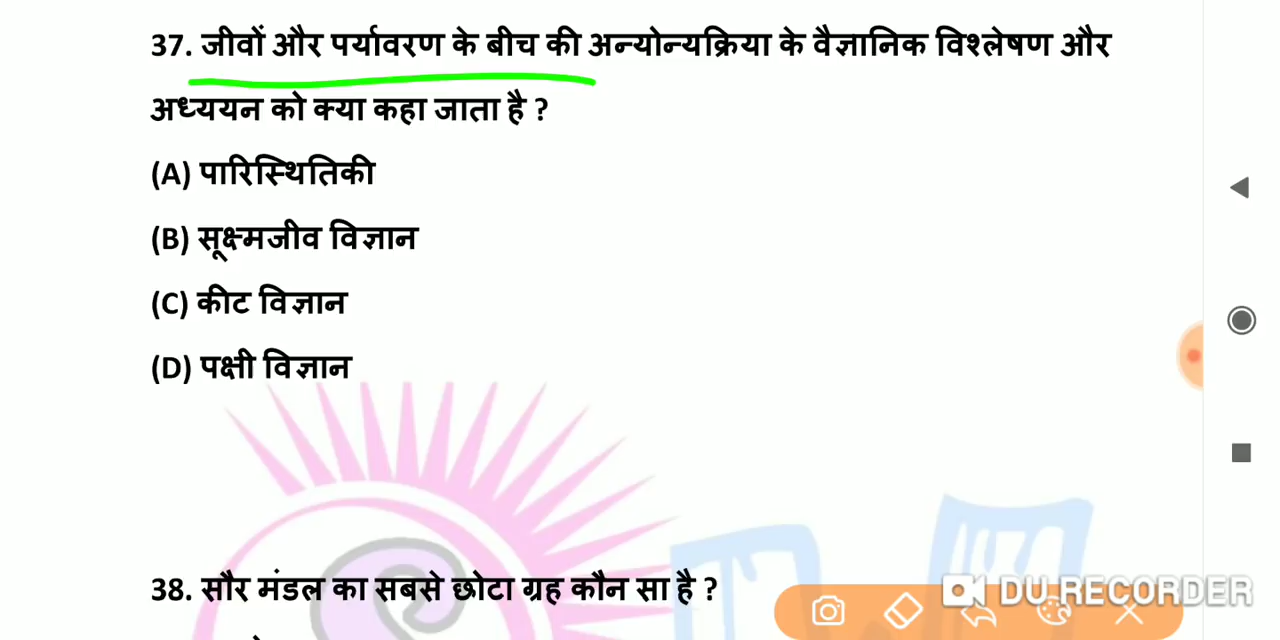 37. जीवों और पर्यावरण के बीच की अन्योन्यक्रिया के वैज्ञानिक विश्लेषण और
अध्ययन को क्या कहा जाता है ?
(A) पारिस्थितिकी
(B) सूक्ष्मजीव विज्ञान
(C) कीट विज्ञान
(D) पक्षी विज्ञान
38. सौर मंडल का सबसे छोटा ग्रह कौन सा है ?
DU RECORDER